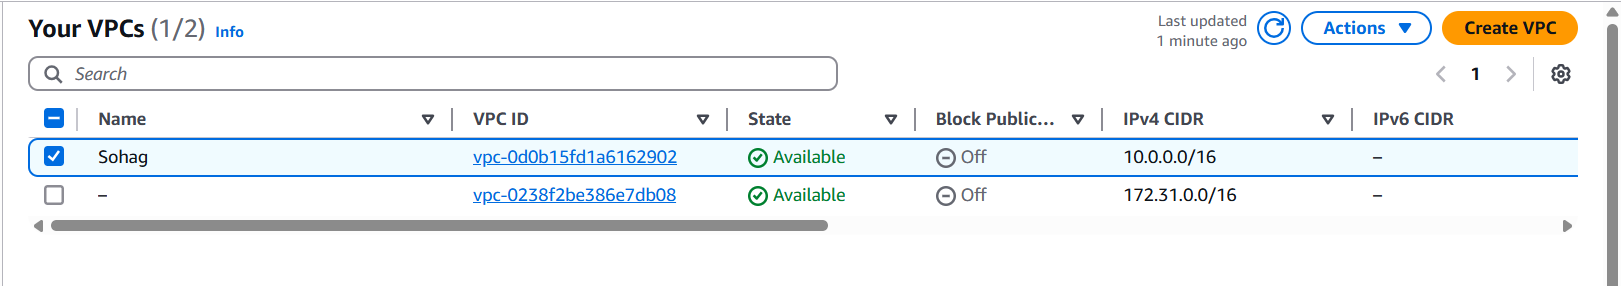 Your VPCs (1/2) Info
Last updated
1 minute ago
Actions
Create VPC
Search
1
Name VPC ID State Block Public... IPv4 CIDR IPv6 CIDR
Sohag vpc-0d0b15fd1a6162902 Available Off 10.0.0.0/16 –
– vpc-0238f2be386e7db08 Available Off 172.31.0.0/16 –